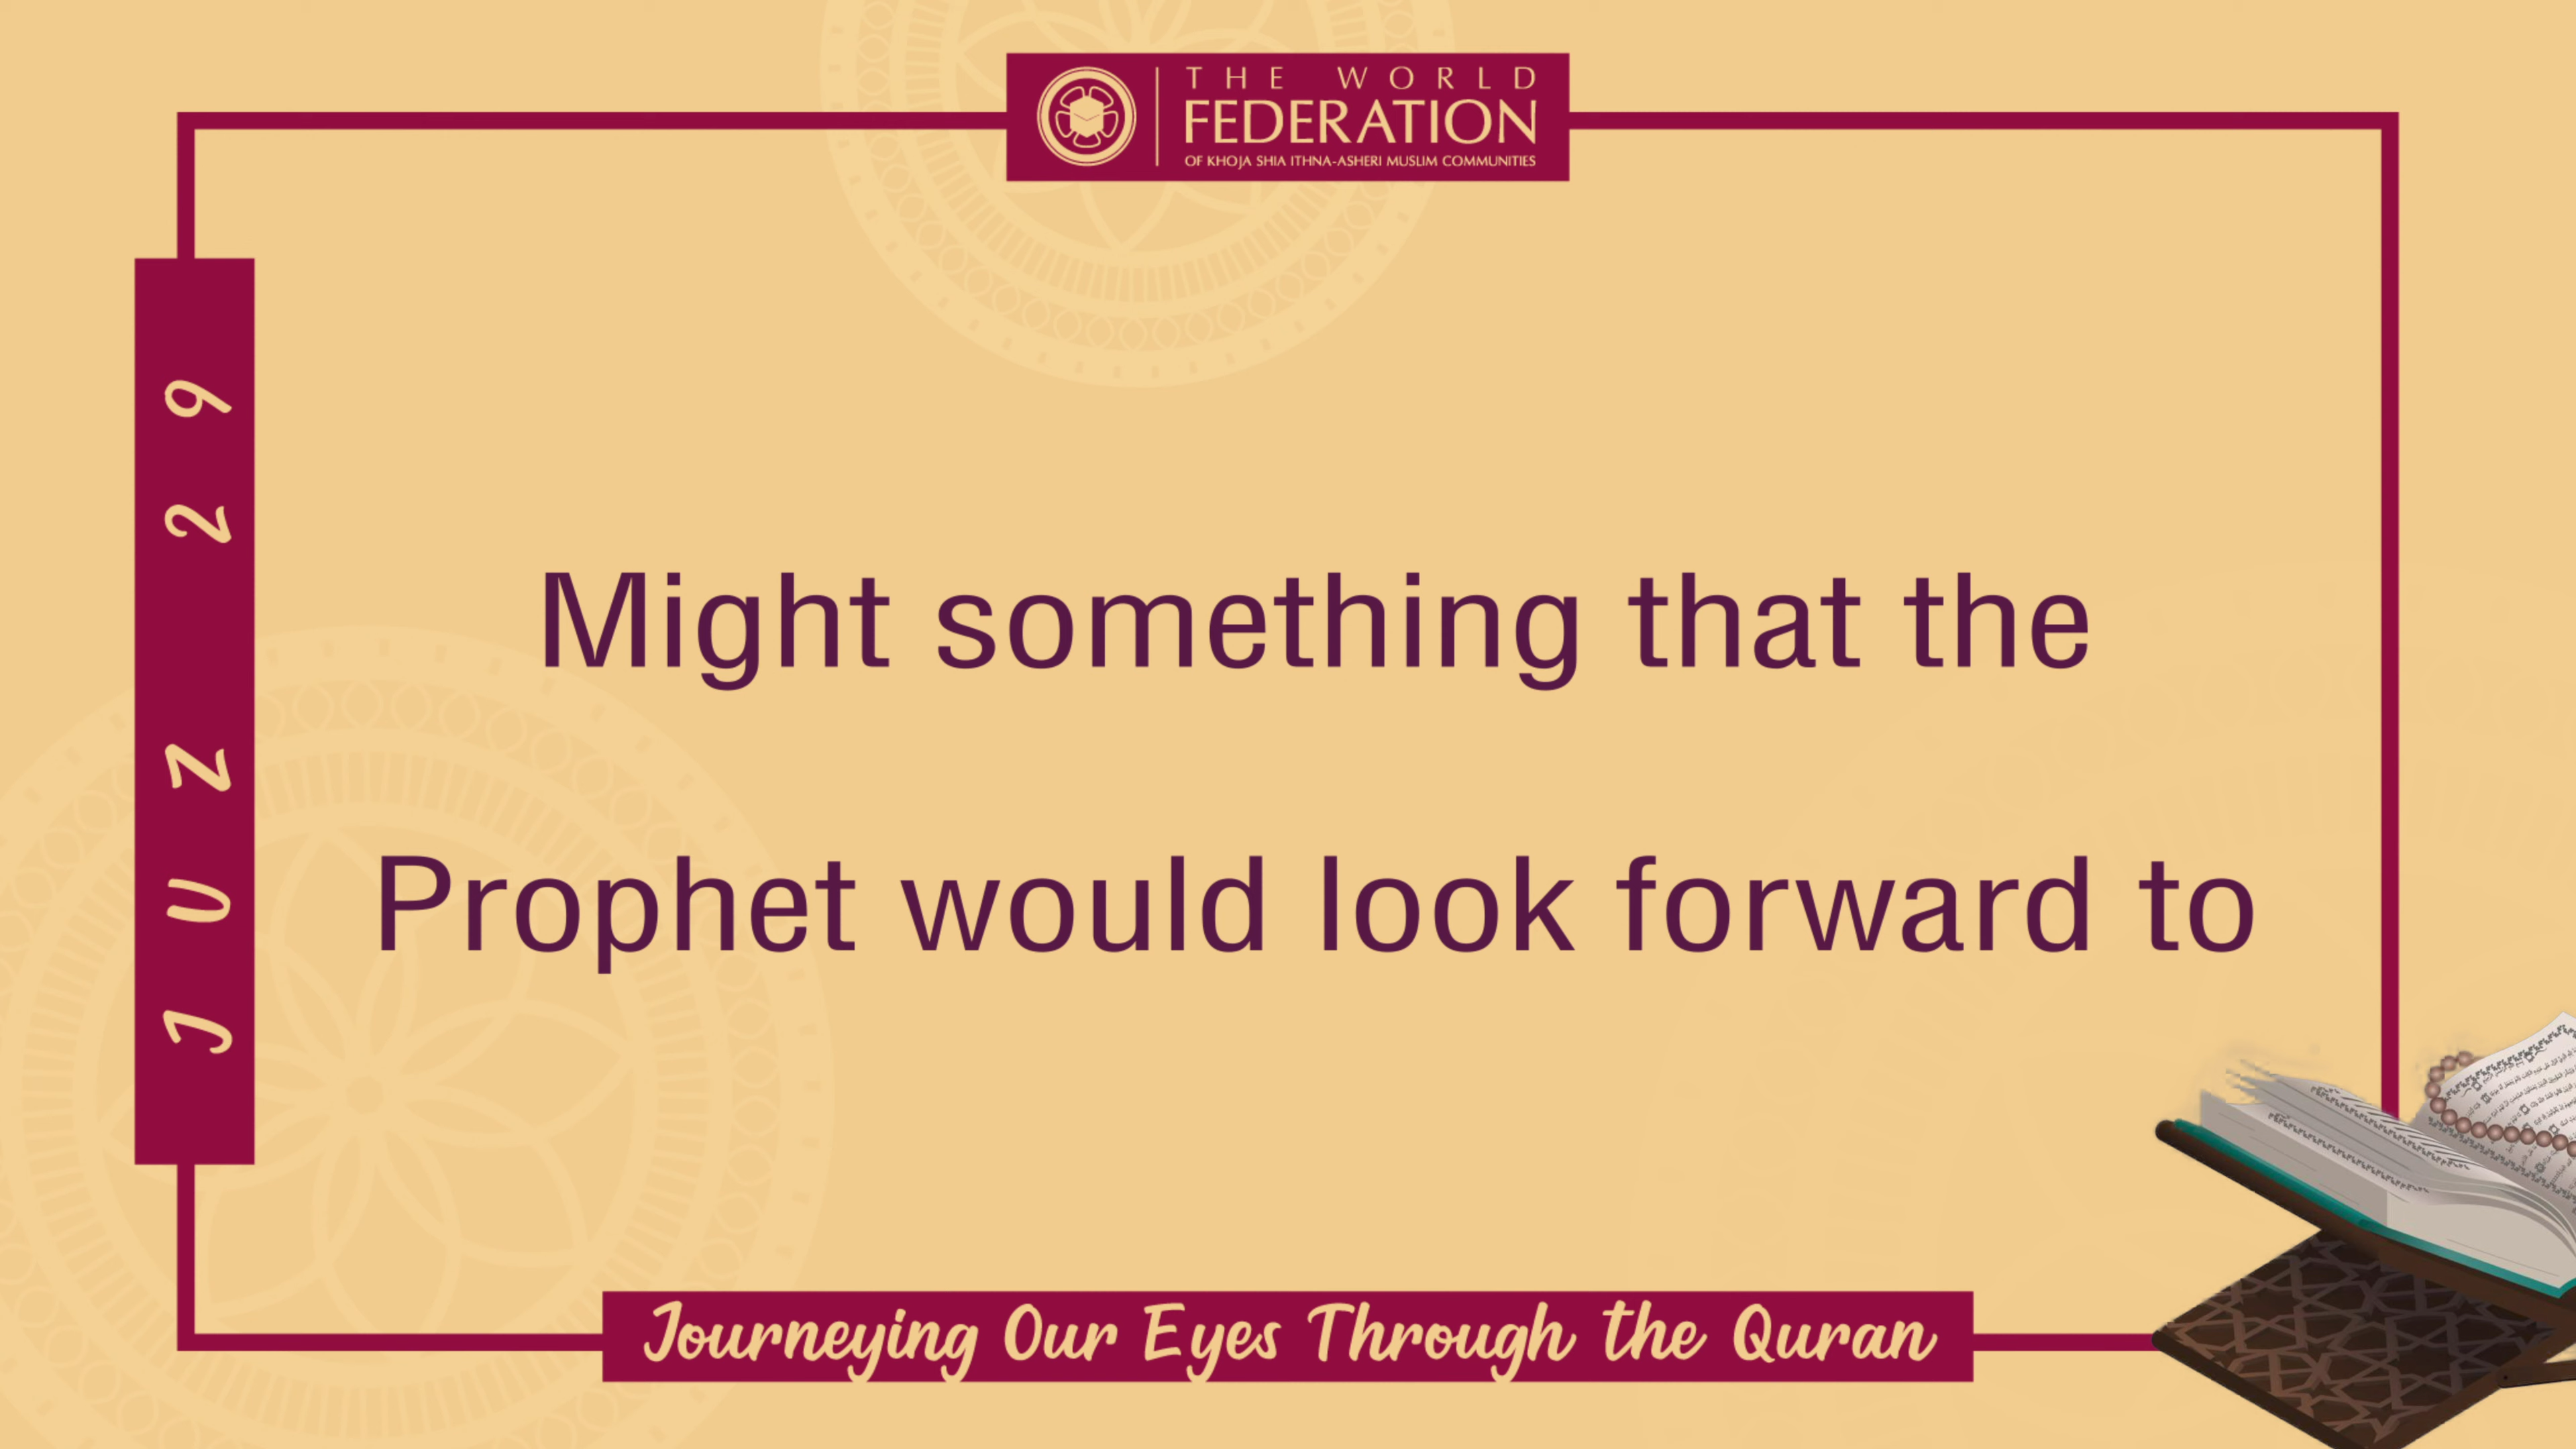 THE WORLD
FEDERATION
OF KHOJA SHIA ITHNA-ASHERI MUSLIM COMMUNITIES
JUZ 29
Might something that the
Prophet would look forward to
Journeying Our Eyes Through the Quran